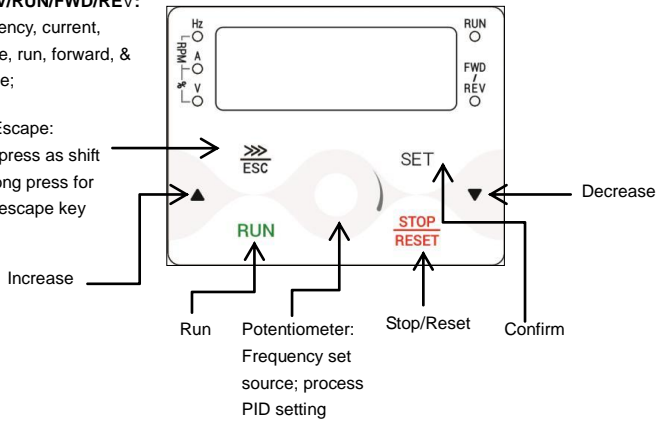 /RUN/FWD/REV:
ency, current,
e, run, forward, &
e;
Escape:
press as shift
ong press for
escape key
Increase
Hz
RPM
A
%
V
RUN
FWD
/
REV
>>>
ESC
SET
▲
▼
RUN
STOP
RESET
Decrease
Run
Potentiometer:
Frequency set
source; process
PID setting
Stop/Reset
Confirm